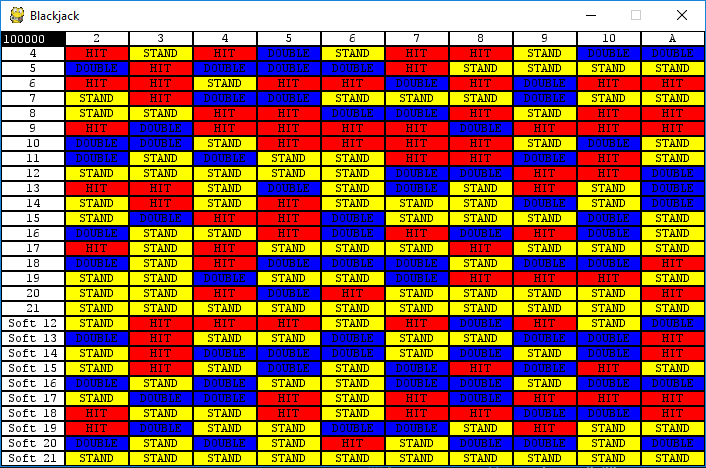 Blackjack
100000 2 3 4 5 6 7 8 9 10 A
4 HIT STAND HIT DOUBLE STAND HIT HIT STAND DOUBLE DOUBLE
5 DOUBLE HIT DOUBLE DOUBLE DOUBLE HIT STAND STAND STAND STAND
6 HIT HIT STAND HIT HIT DOUBLE HIT DOUBLE HIT HIT
7 STAND HIT DOUBLE DOUBLE STAND STAND STAND DOUBLE STAND STAND
8 STAND STAND HIT HIT DOUBLE DOUBLE HIT STAND HIT HIT
9 HIT DOUBLE HIT HIT HIT HIT DOUBLE HIT HIT HIT
10 DOUBLE DOUBLE STAND HIT HIT HIT HIT STAND DOUBLE STAND
11 DOUBLE STAND DOUBLE STAND STAND HIT HIT DOUBLE HIT STAND
12 STAND STAND STAND STAND STAND DOUBLE DOUBLE HIT HIT DOUBLE
13 HIT HIT STAND DOUBLE STAND DOUBLE STAND HIT STAND DOUBLE
14 STAND HIT STAND HIT STAND STAND STAND DOUBLE STAND DOUBLE
15 STAND DOUBLE HIT HIT DOUBLE STAND STAND STAND DOUBLE STAND
16 DOUBLE STAND STAND HIT DOUBLE HIT DOUBLE HIT DOUBLE STAND
17 HIT STAND HIT STAND STAND STAND HIT STAND STAND STAND
18 DOUBLE STAND HIT DOUBLE DOUBLE DOUBLE STAND DOUBLE DOUBLE HIT
19 STAND STAND DOUBLE STAND STAND DOUBLE HIT HIT HIT STAND
20 STAND STAND HIT DOUBLE HIT STAND STAND STAND STAND HIT
21 STAND STAND STAND STAND STAND STAND STAND STAND STAND STAND
Soft 12 STAND HIT HIT HIT STAND HIT DOUBLE HIT STAND DOUBLE
Soft 13 DOUBLE HIT STAND STAND DOUBLE STAND STAND DOUBLE DOUBLE HIT
Soft 14 STAND HIT DOUBLE DOUBLE DOUBLE STAND DOUBLE STAND DOUBLE HIT
Soft 15 STAND HIT STAND DOUBLE STAND DOUBLE HIT DOUBLE HIT HIT
Soft 16 DOUBLE STAND DOUBLE STAND STAND DOUBLE DOUBLE STAND DOUBLE DOUBLE
Soft 17 HIT DOUBLE DOUBLE HIT HIT HIT DOUBLE HIT HIT HIT
Soft 18 HIT STAND STAND HIT STAND HIT HIT DOUBLE DOUBLE HIT
Soft 19 HIT DOUBLE STAND STAND STAND DOUBLE DOUBLE STAND HIT STAND
Soft 20 DOUBLE STAND DOUBLE STAND HIT STAND DOUBLE DOUBLE STAND DOUBLE
Soft 21 STAND STAND STAND STAND STAND STAND STAND STAND STAND STAND